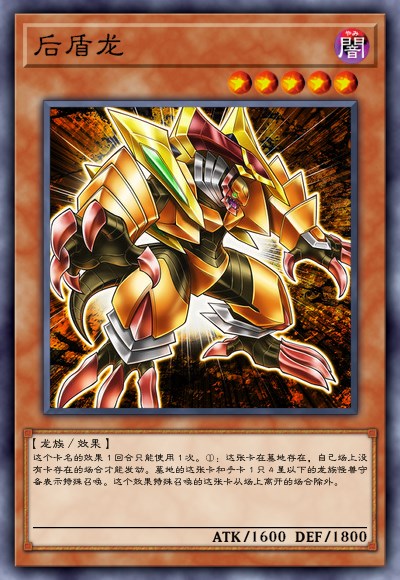 后盾龙
やみ
闇
【龙族／效果】
这个卡名的效果１回合只能使用１次。①：这张卡在墓地存在，自己场上没
有卡存在的场合才能发动。墓地的这张卡和手卡１只４星以下的龙族怪兽守
备表示特殊召唤。这个效果特殊召唤的这张卡从场上离开的场合除外。
ATK/1600 DEF/1800